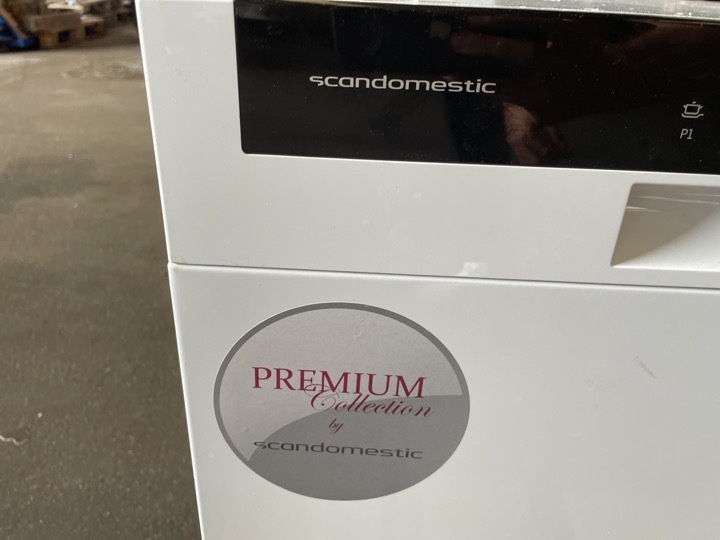 scandomestic
P1
PREMIUM
Collection
by
scandomestic